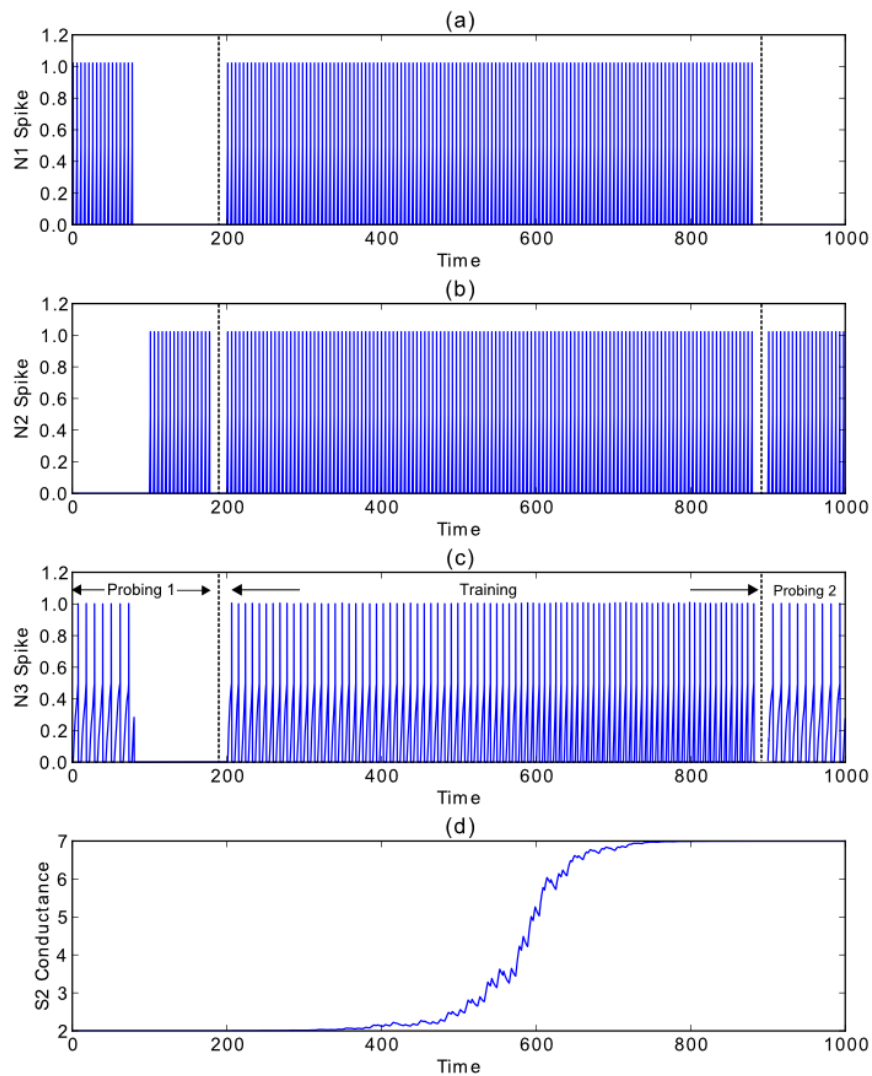 (a)
1.2
1.0
0.8
0.6
0.4
0.2
0.0
N1 Spike
0 200 400 600 800 1000
Time
(b)
1.2
1.0
0.8
0.6
0.4
0.2
0.0
N2 Spike
0 200 400 600 800 1000
Time
(c)
1.2
1.0
0.8
0.6
0.4
0.2
0.0
N3 Spike
Probing 1 Training Probing 2
0 200 400 600 800 1000
Time
(d)
7
6
5
4
3
2
S2 Conductance
0 200 400 600 800 1000
Time